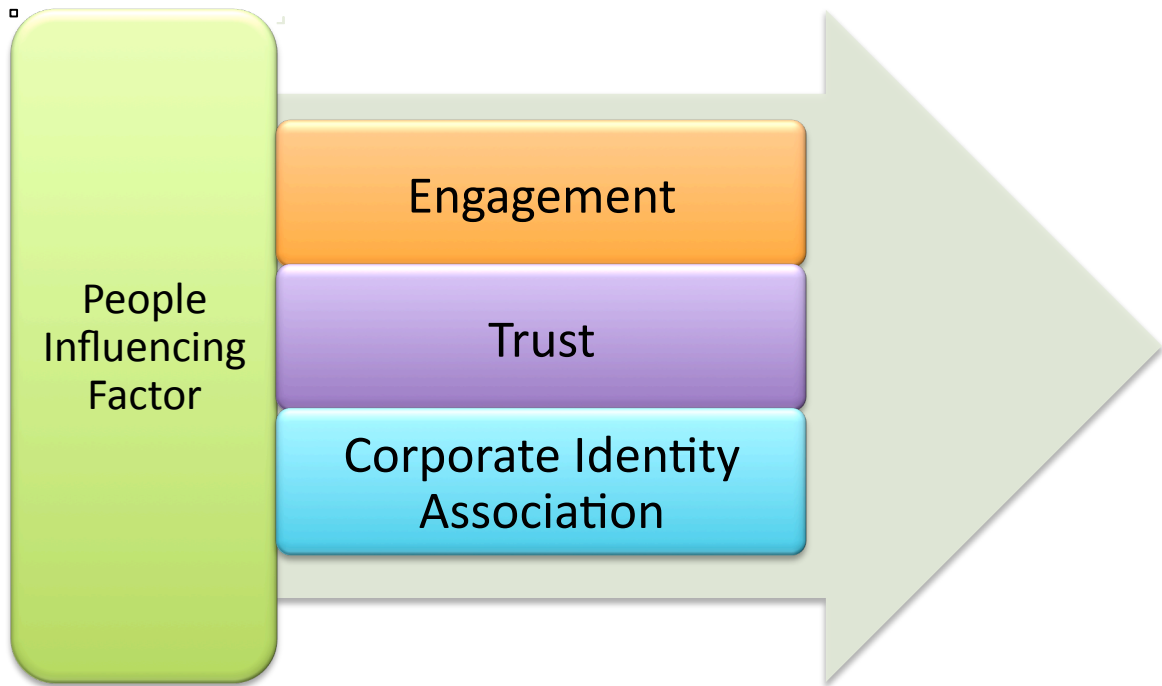 People
Influencing
Factor
Engagement
Trust
Corporate Identity
Association